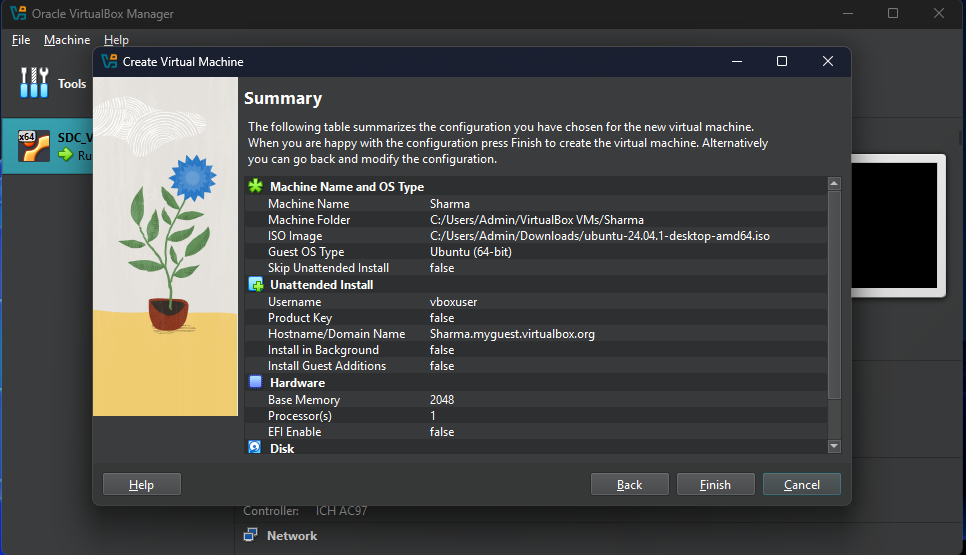 Oracle VirtualBox Manager
File Machine Help
Tools
x64
SDC_V
Ru
Create Virtual Machine
Summary
The following table summarizes the configuration you have chosen for the new virtual machine.
When you are happy with the configuration press Finish to create the virtual machine. Alternatively
you can go back and modify the configuration.
Machine Name and OS Type
Machine Name Sharma
Machine Folder C:/Users/Admin/VirtualBox VMs/Sharma
ISO Image C:/Users/Admin/Downloads/ubuntu-24.04.1-desktop-amd64.iso
Guest OS Type Ubuntu (64-bit)
Skip Unattended Install false
Unattended Install
Username vboxuser
Product Key false
Hostname/Domain Name Sharma.myguest.virtualbox.org
Install in Background false
Install Guest Additions false
Hardware
Base Memory 2048
Processor(s) 1
EFI Enable false
Disk
Help Back Finish Cancel
Controller: ICH AC97
Network